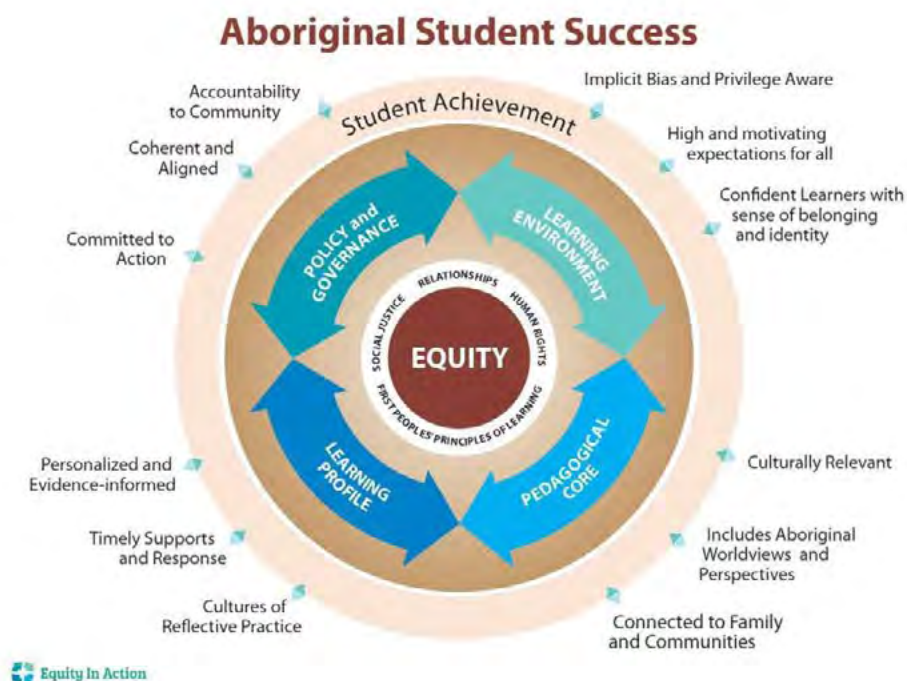 Aboriginal Student Success
Student Achievement
Accountability
to Community
Coherent and
Aligned
Committed to
Action
Implicit Bias and Privilege Aware
High and motivating
expectations for all
Confident Learners with
sense of belonging
and identity
POLICY and
GOVERNANCE
LEARNING
ENVIRONMENT
RELATIONSHIPS
SOCIAL JUSTICE
HUMAN RIGHTS
EQUITY
FIRST PEOPLES' PRINCIPLES OF LEARNING
LEARNING
PROFILE
PEDAGOGICAL
CORE
Personalized and
Evidence-informed
Timely Supports
and Response
Cultures of
Reflective Practice
Culturally Relevant
Includes Aboriginal
Worldviews and
Perspectives
Connected to Family
and Communities
Equity In Action